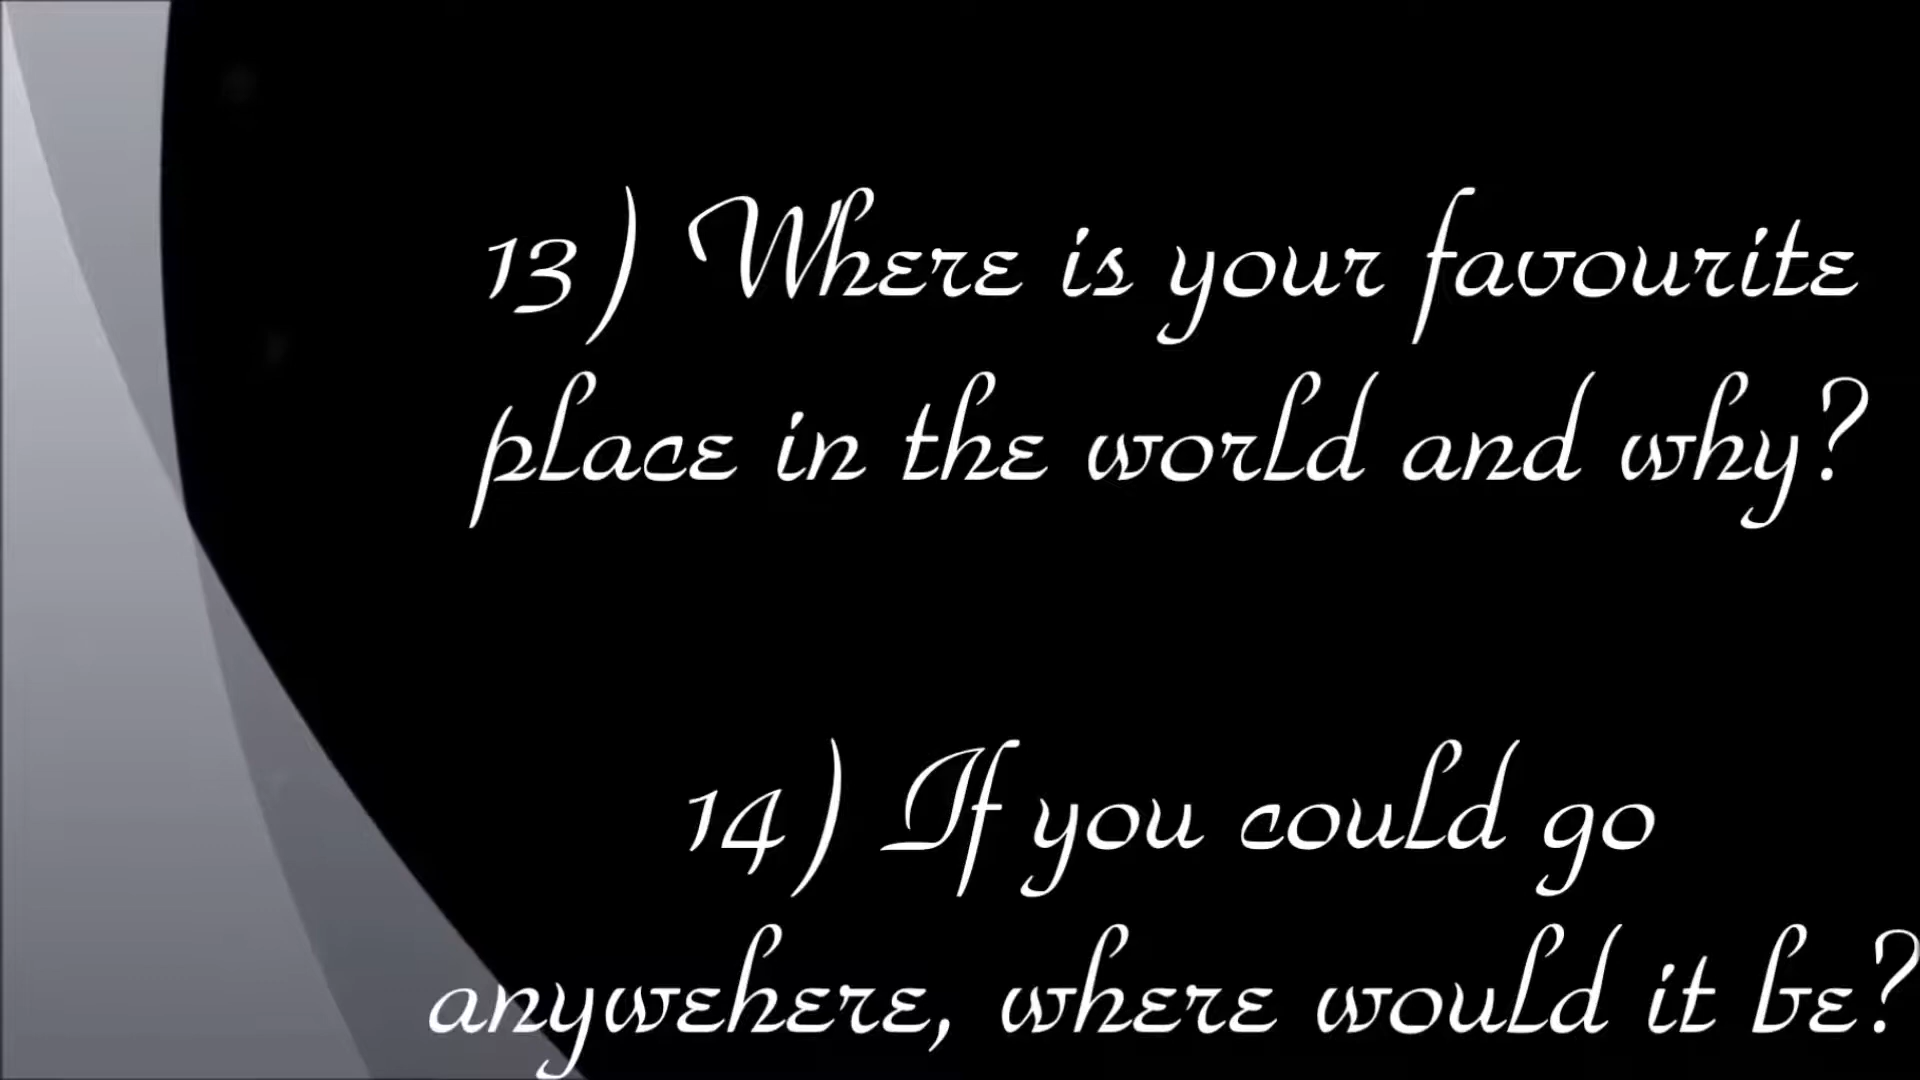 13) Where is your favourite
place in the world and why?
14) If you could go
anywehere, where would it be?